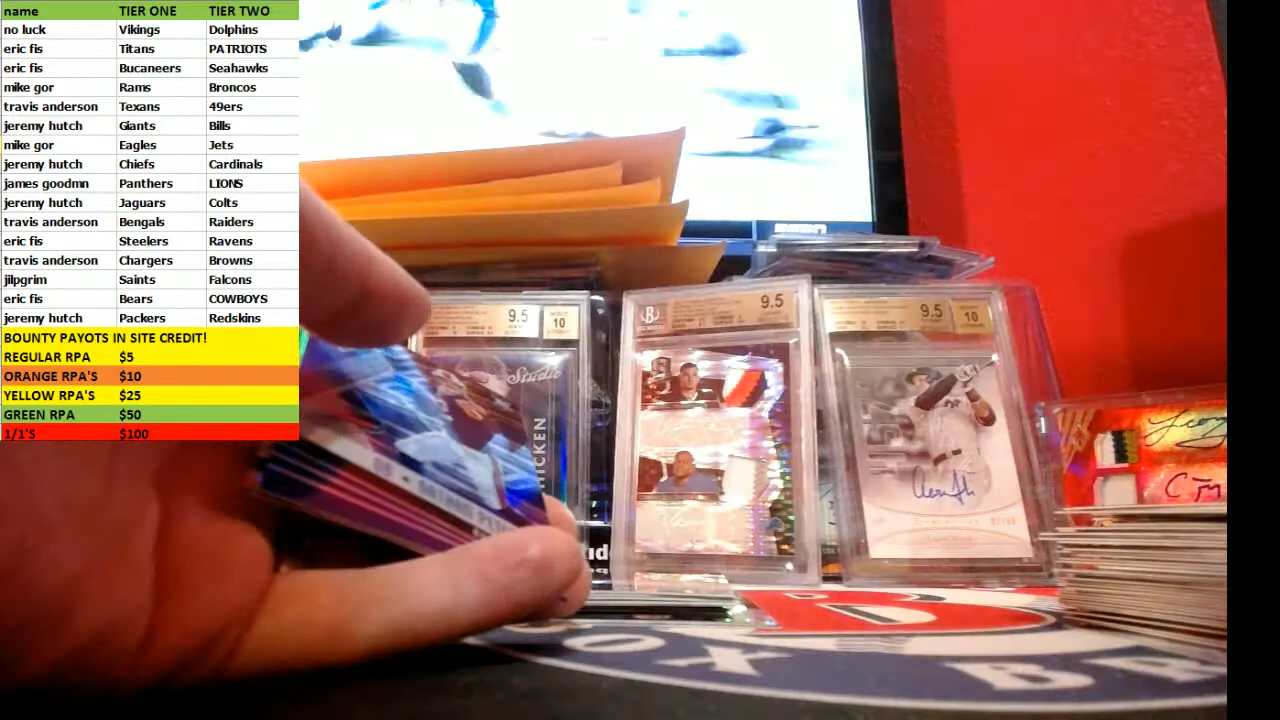 name TIER ONE TIER TWO
no luck Vikings Dolphins
eric fis Titans PATRIOTS
eric fis Bucaneers Seahawks
mike gor Rams Broncos
travis anderson Texans 49ers
jeremy hutch Giants Bills
mike gor Eagles Jets
jeremy hutch Chiefs Cardinals
james goodmn Panthers LIONS
jeremy hutch Jaguars Colts
travis anderson Bengals Raiders
eric fis Steelers Ravens
travis anderson Chargers Browns
jilpgrim Saints Falcons
eric fis Bears COWBOYS
jeremy hutch Packers Redskins
BOUNTY PAYOTS IN SITE CREDIT!
REGULAR RPA $5
ORANGE RPA'S $10
YELLOW RPA'S $25
GREEN RPA $50
1/1'S $100
9.5 10
Studio
9.5
9.5 10
OX BR